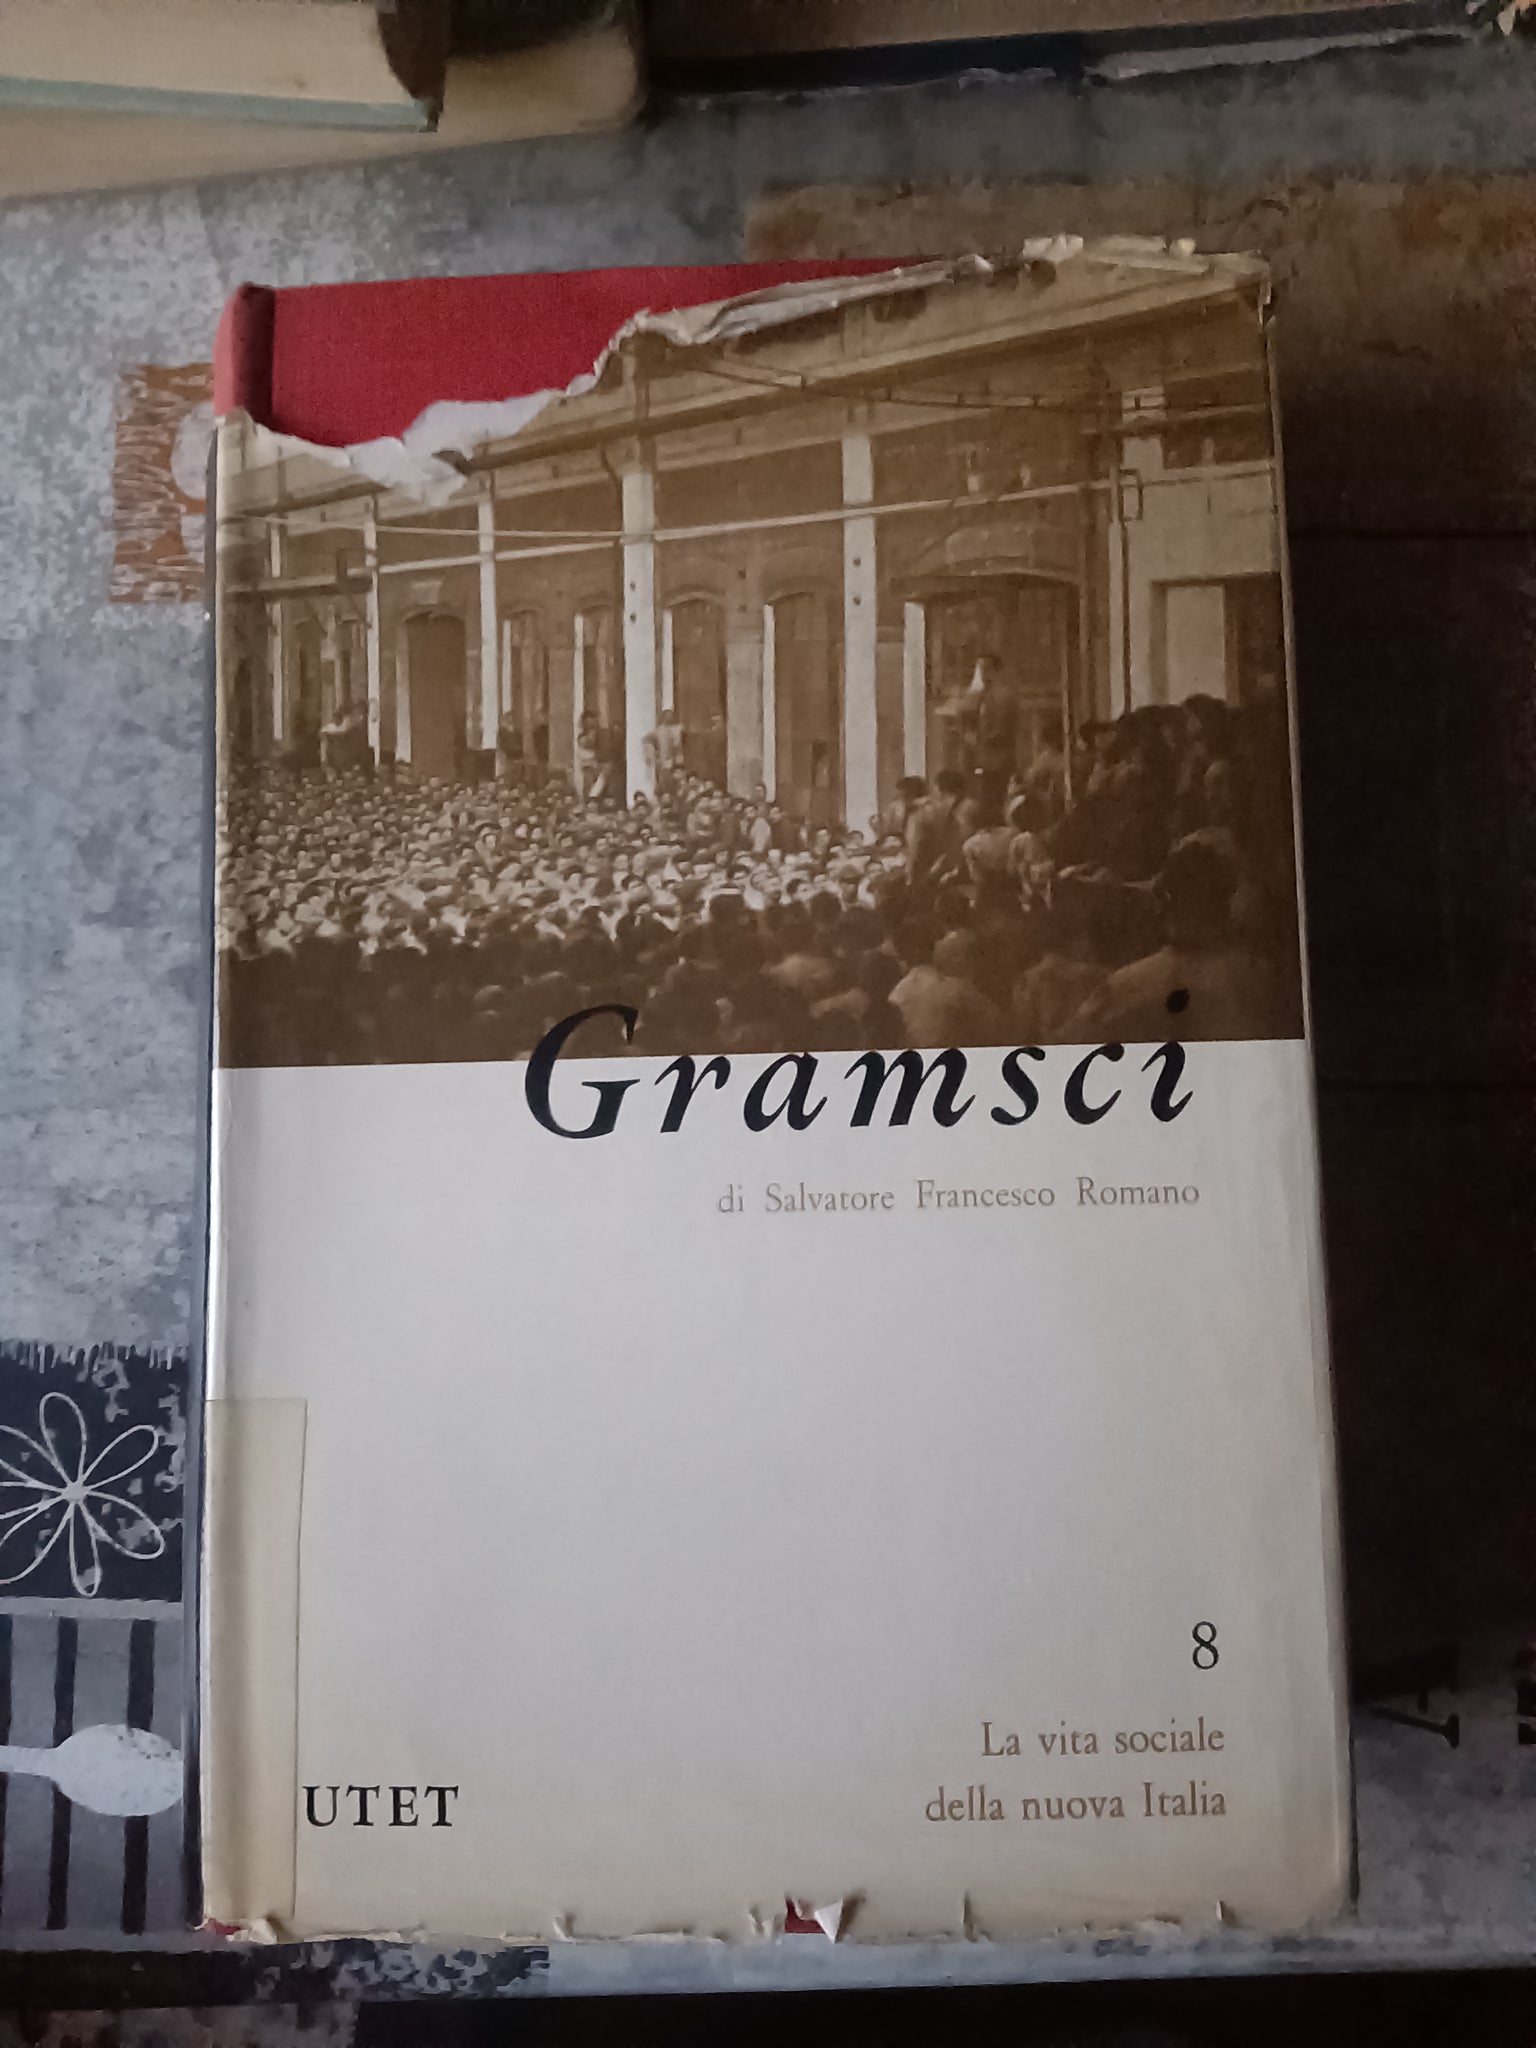 Gramsci
di Salvatore Francesco Romano
8
La vita sociale
della nuova Italia
UTET